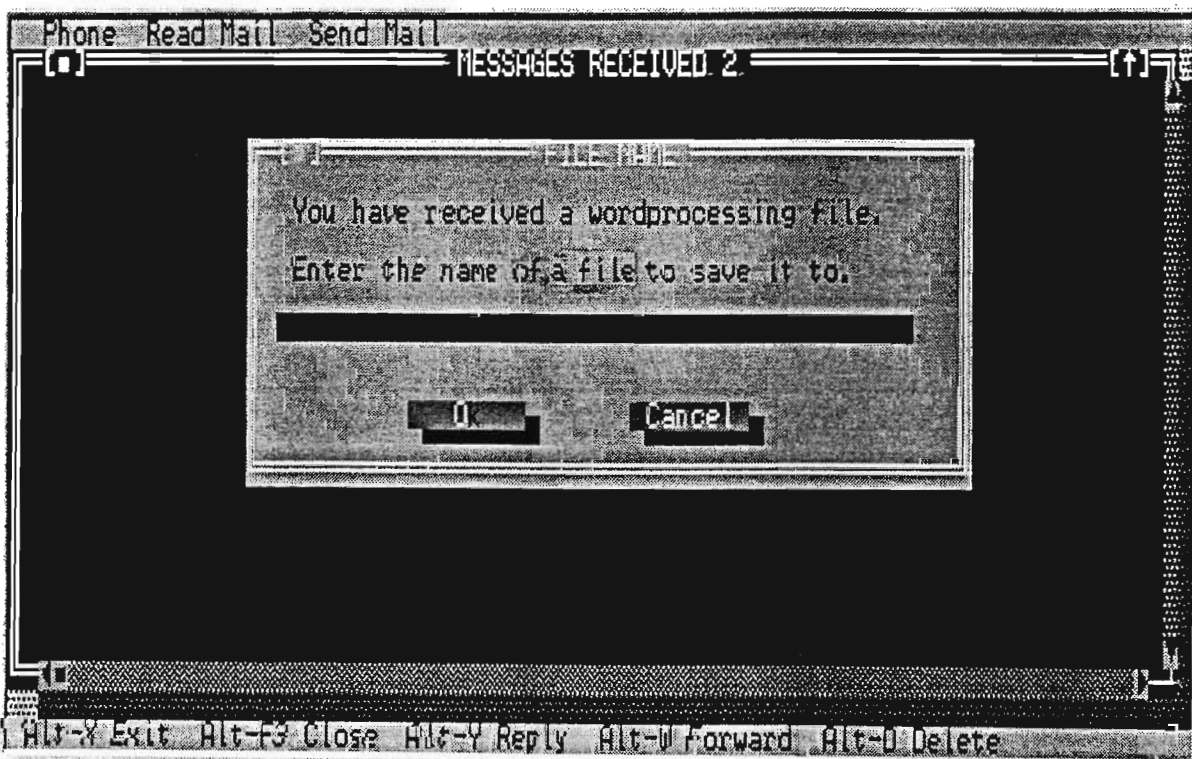 Phone Read Mail Send Mail
[■] MESSAGES RECEIVED 2 [↑]
FILE NAME
You have received a wordprocessing file.
Enter the name of a file to save it to.
Ok Cancel
Alt-X Exit Alt-F3 Close Alt-Y Reply Alt-W Forward Alt-D Delete